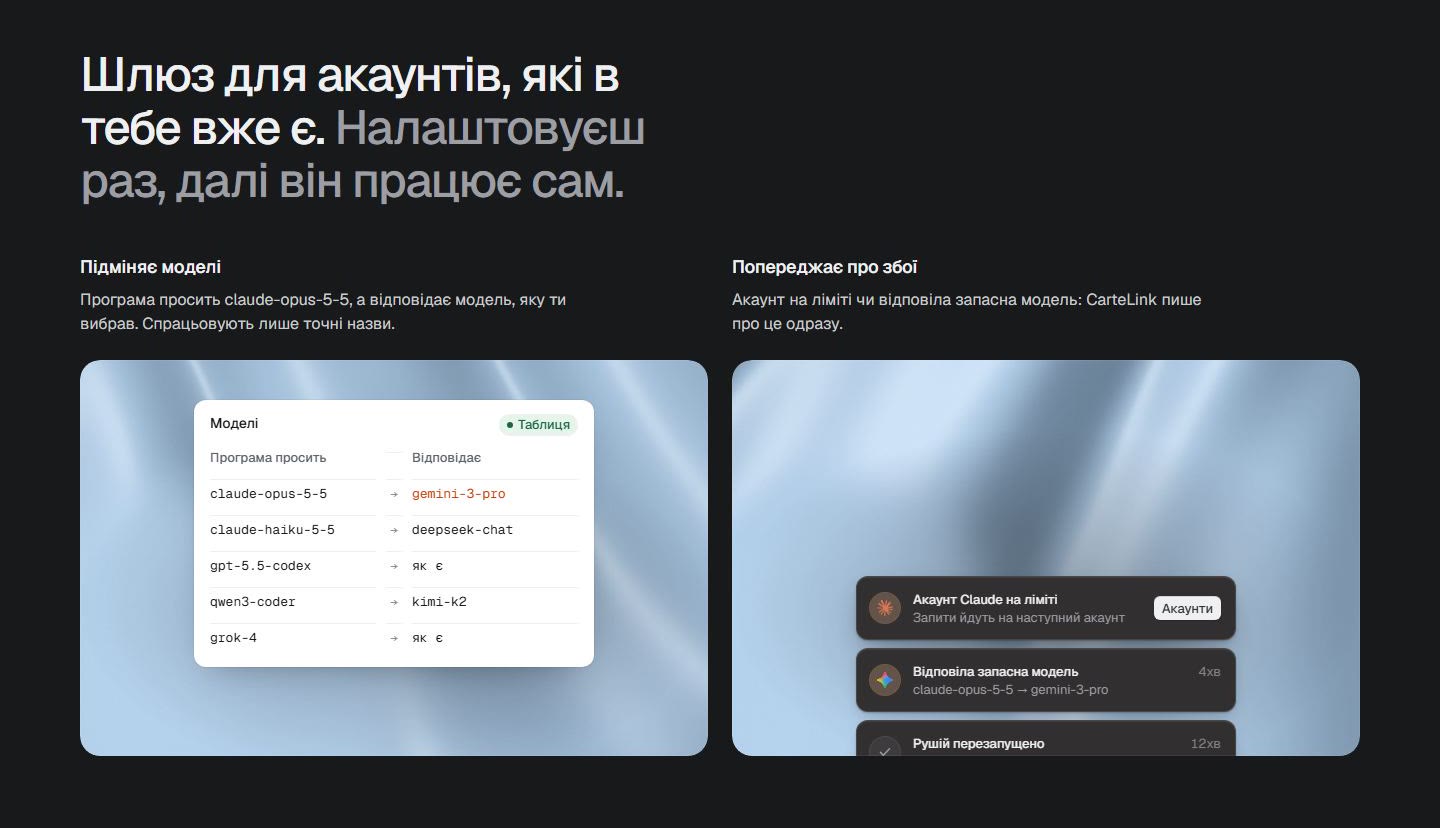 Шлюз для акаунтів, які в
тебе вже є. Налаштовуєш
раз, далі він працює сам.
Підміняє моделі
Програма просить claude-opus-5-5, а відповідає модель, яку ти
вибрав. Спрацьовують лише точні назви.
Попереджає про збої
Акаунт на ліміті чи відповіла запасна модель: CarteLink пише
про це одразу.
Моделі Таблиця
Програма просить Відповідає
claude-opus-5-5 → gemini-3-pro
claude-haiku-5-5 → deepseek-chat
gpt-5.5-codex → як є
qwen3-coder → kimi-k2
grok-4 → як є
Акаунт Claude на ліміті
Запити йдуть на наступний акаунт
Акаунти
Відповіла запасна модель 4хв
claude-opus-5-5 → gemini-3-pro
Рушій перезапущено 12хв